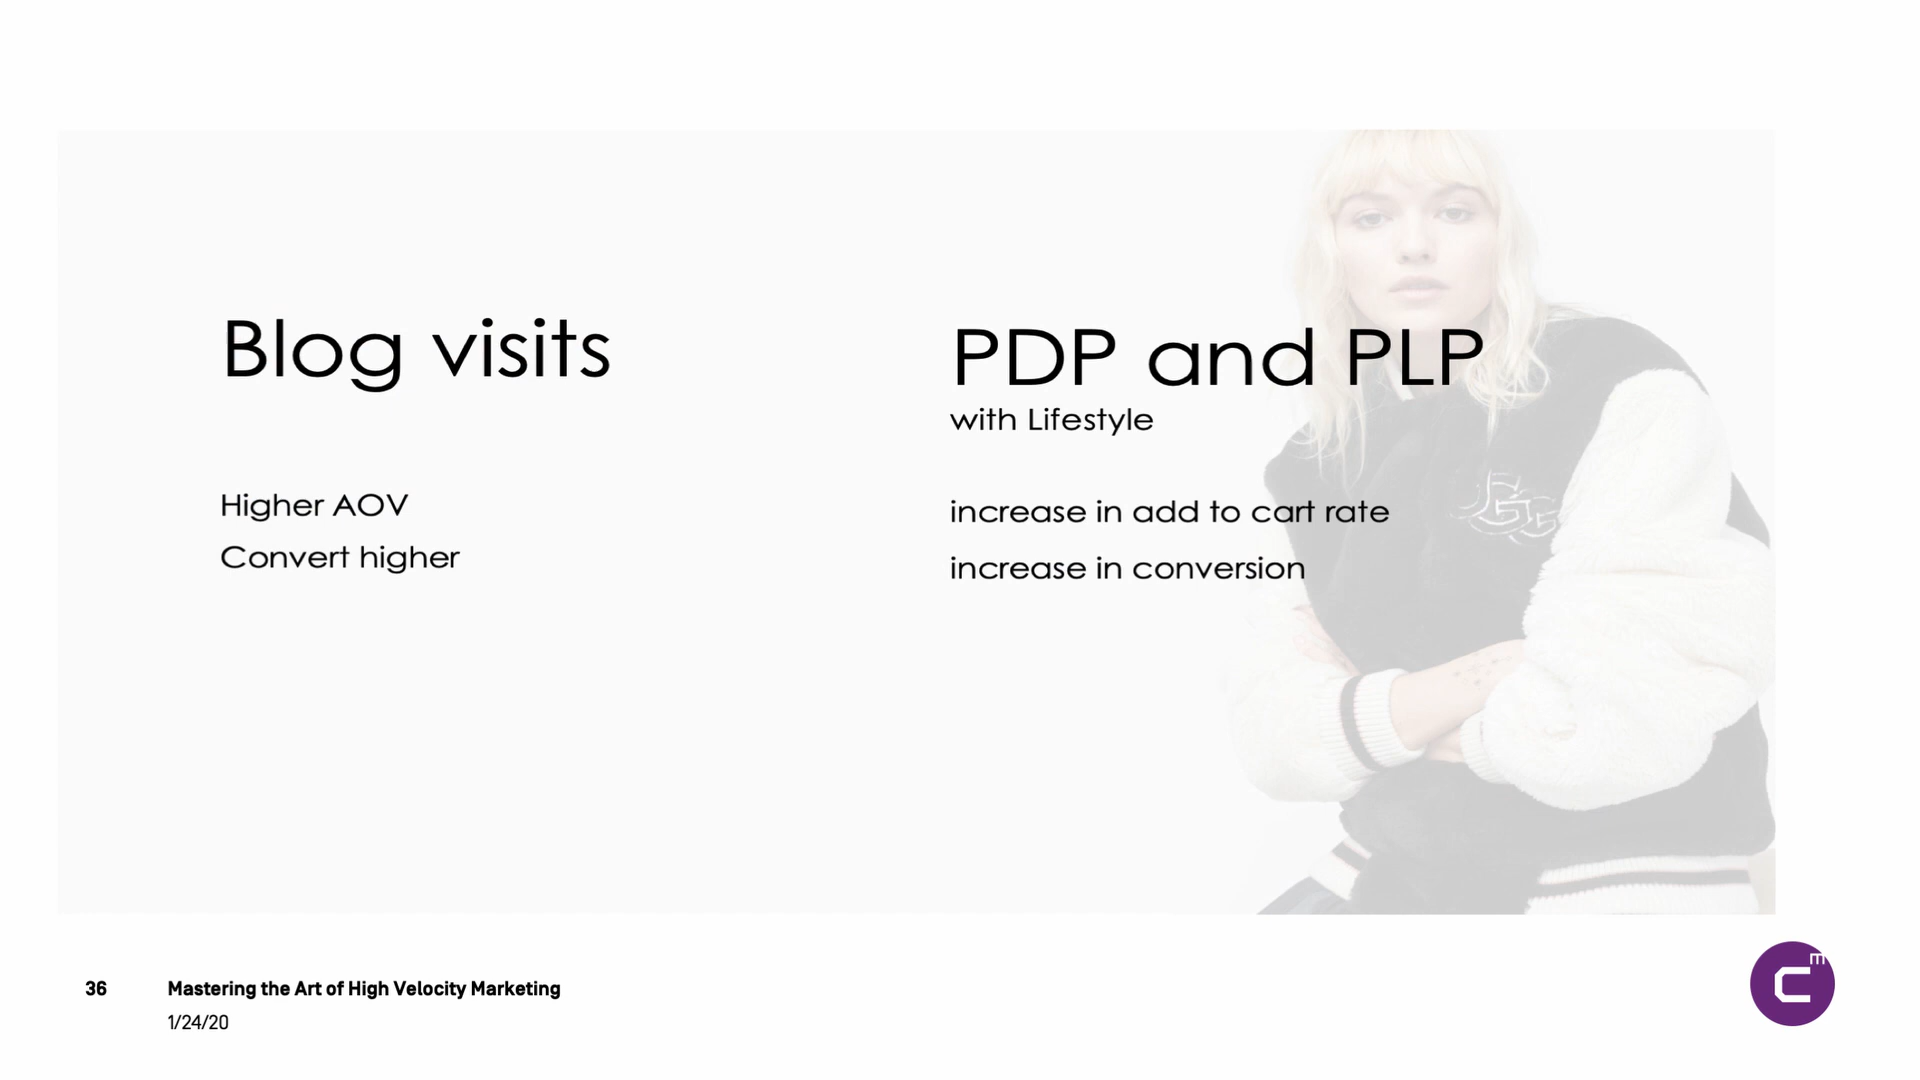 Blog visits
Higher AOV
Convert higher
PDP and PLP
with Lifestyle
increase in add to cart rate
increase in conversion
36
Mastering the Art of High Velocity Marketing
1/24/20
Cm